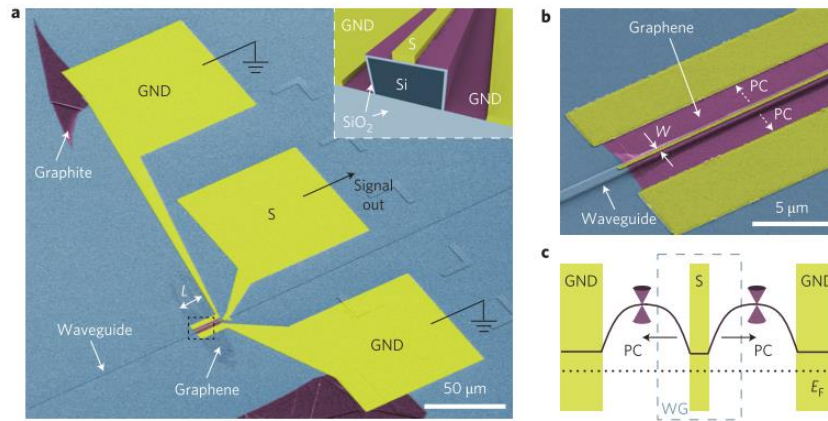 a
GND
S
Si
GND
SiO2
Graphite
S
Signal
out
L
Waveguide
GND
Graphene
50 μm
b
Graphene
PC
PC
W
Waveguide
5 μm
c
GND
S
GND
PC
PC
WG
EF